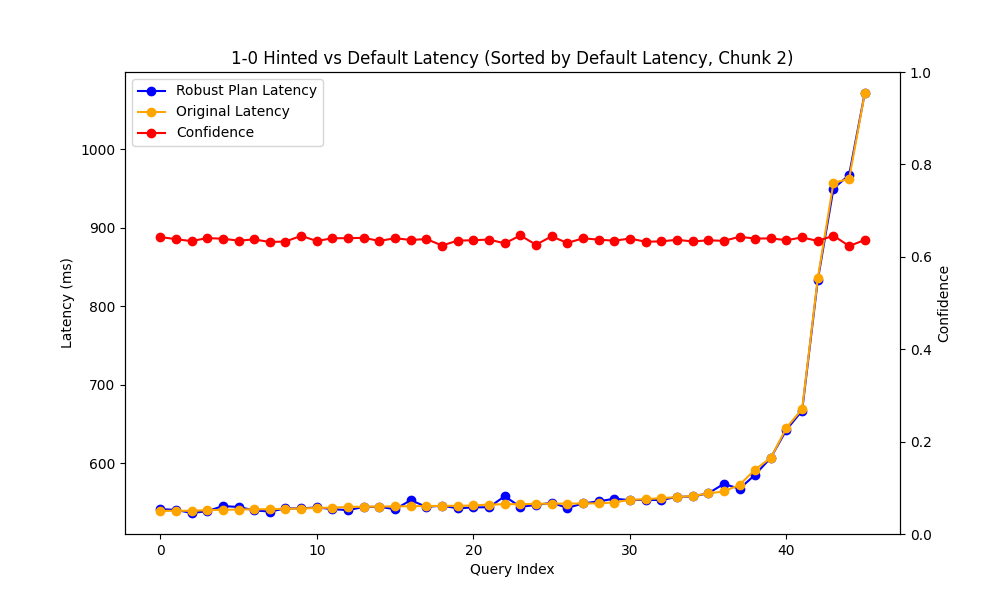 1-0 Hinted vs Default Latency (Sorted by Default Latency, Chunk 2)
Robust Plan Latency
Original Latency
Confidence
Latency (ms)
1000
900
800
700
600
1.0
0.8
0.6
0.4
0.2
0.0
Confidence
0 10 20 30 40
Query Index